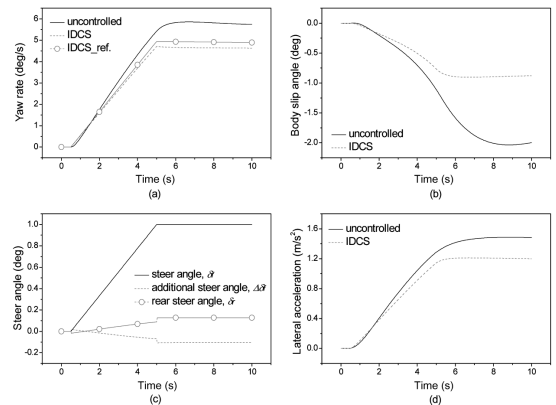 uncontrolled
IDCS
IDCS_ref.
Yaw rate (deg/s)
6
5
4
3
2
1
0
0 2 4 6 8 10
Time (s)
(a)
Body slip angle (deg)
0.0
-0.5
-1.0
-1.5
-2.0
uncontrolled
IDCS
0 2 4 6 8 10
Time (s)
(b)
Steer angle (deg)
1.0
0.8
0.6
0.4
0.2
0.0
-0.2
steer angle, δf
additional steer angle, Δδf
rear steer angle, δr
0 2 4 6 8 10
Time (s)
(c)
Lateral acceleration (m/s²)
1.6
1.2
0.8
0.4
0.0
uncontrolled
IDCS
0 2 4 6 8 10
Time (s)
(d)